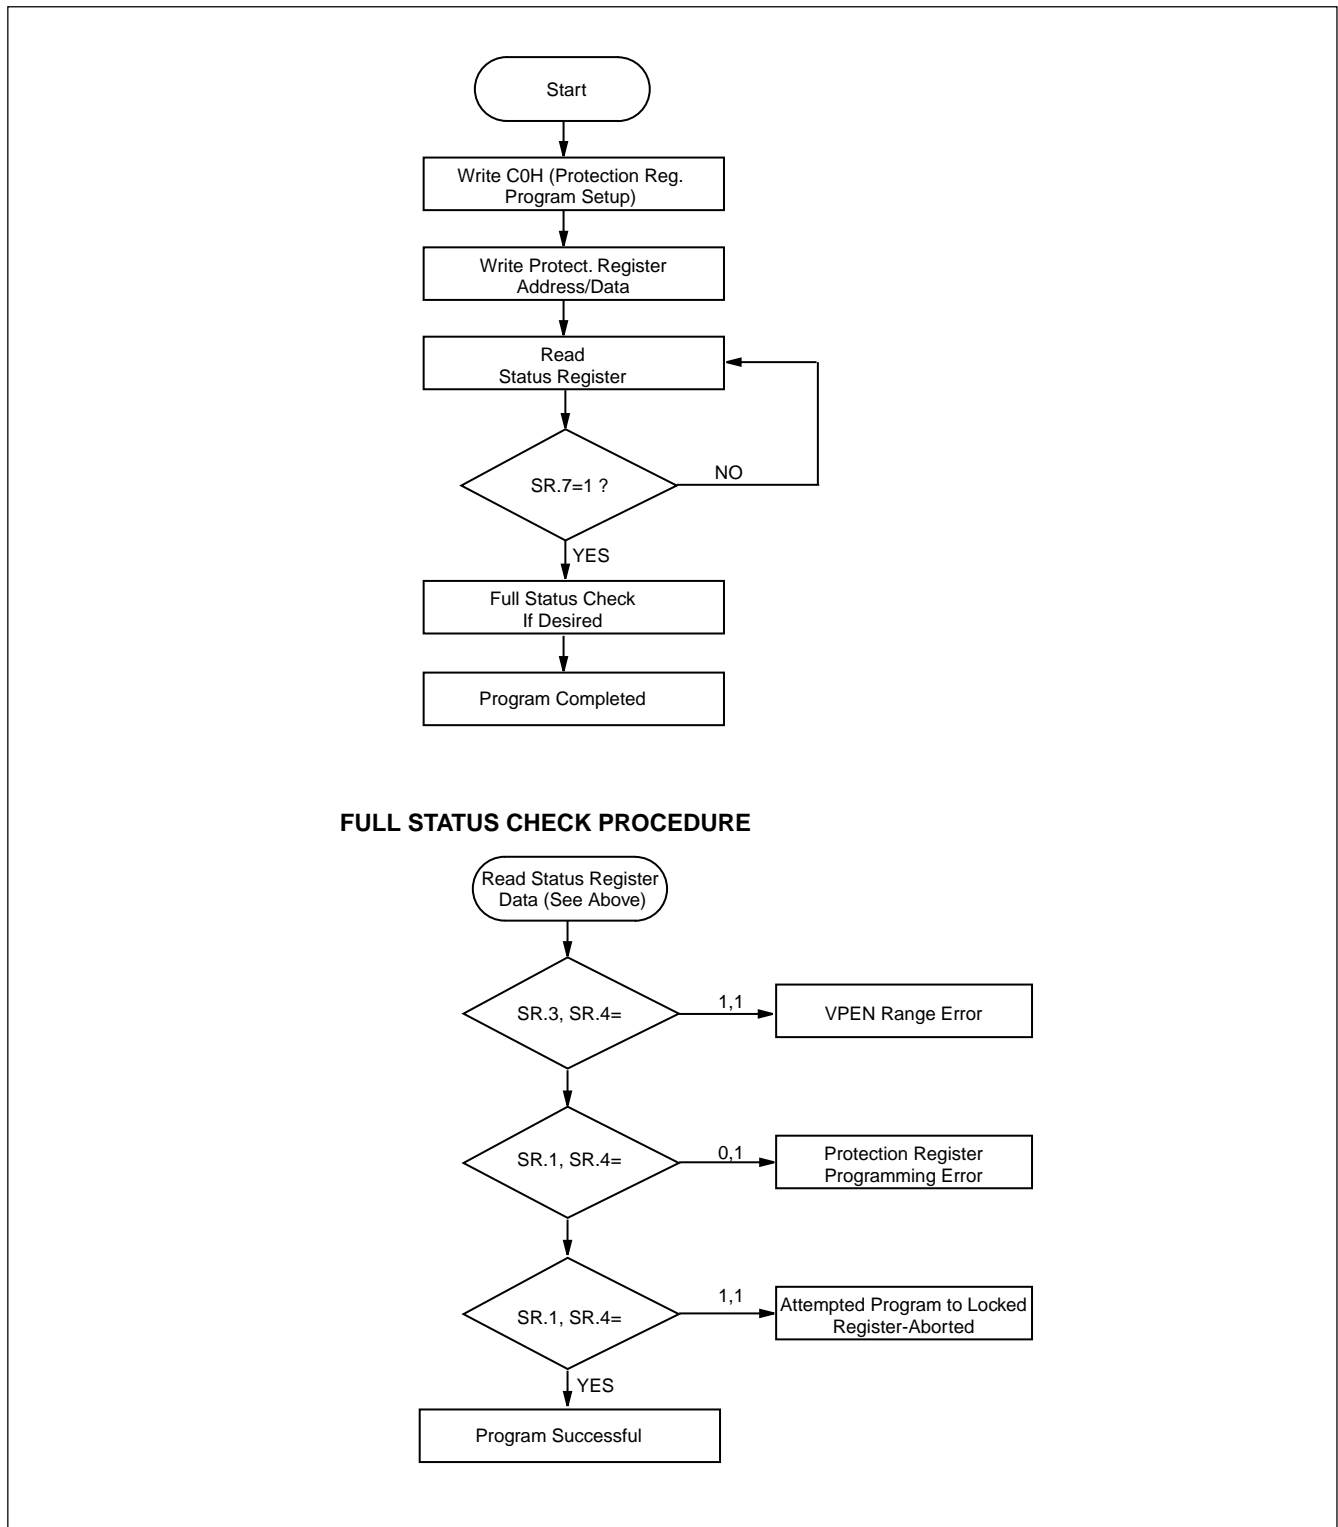 Start
Write C0H (Protection Reg.
Program Setup)
Write Protect. Register
Address/Data
Read
Status Register
SR.7=1 ?
NO
YES
Full Status Check
If Desired
Program Completed
FULL STATUS CHECK PROCEDURE
Read Status Register
Data (See Above)
SR.3, SR.4=
1,1
VPEN Range Error
SR.1, SR.4=
0,1
Protection Register
Programming Error
SR.1, SR.4=
1,1
Attempted Program to Locked
Register-Aborted
YES
Program Successful